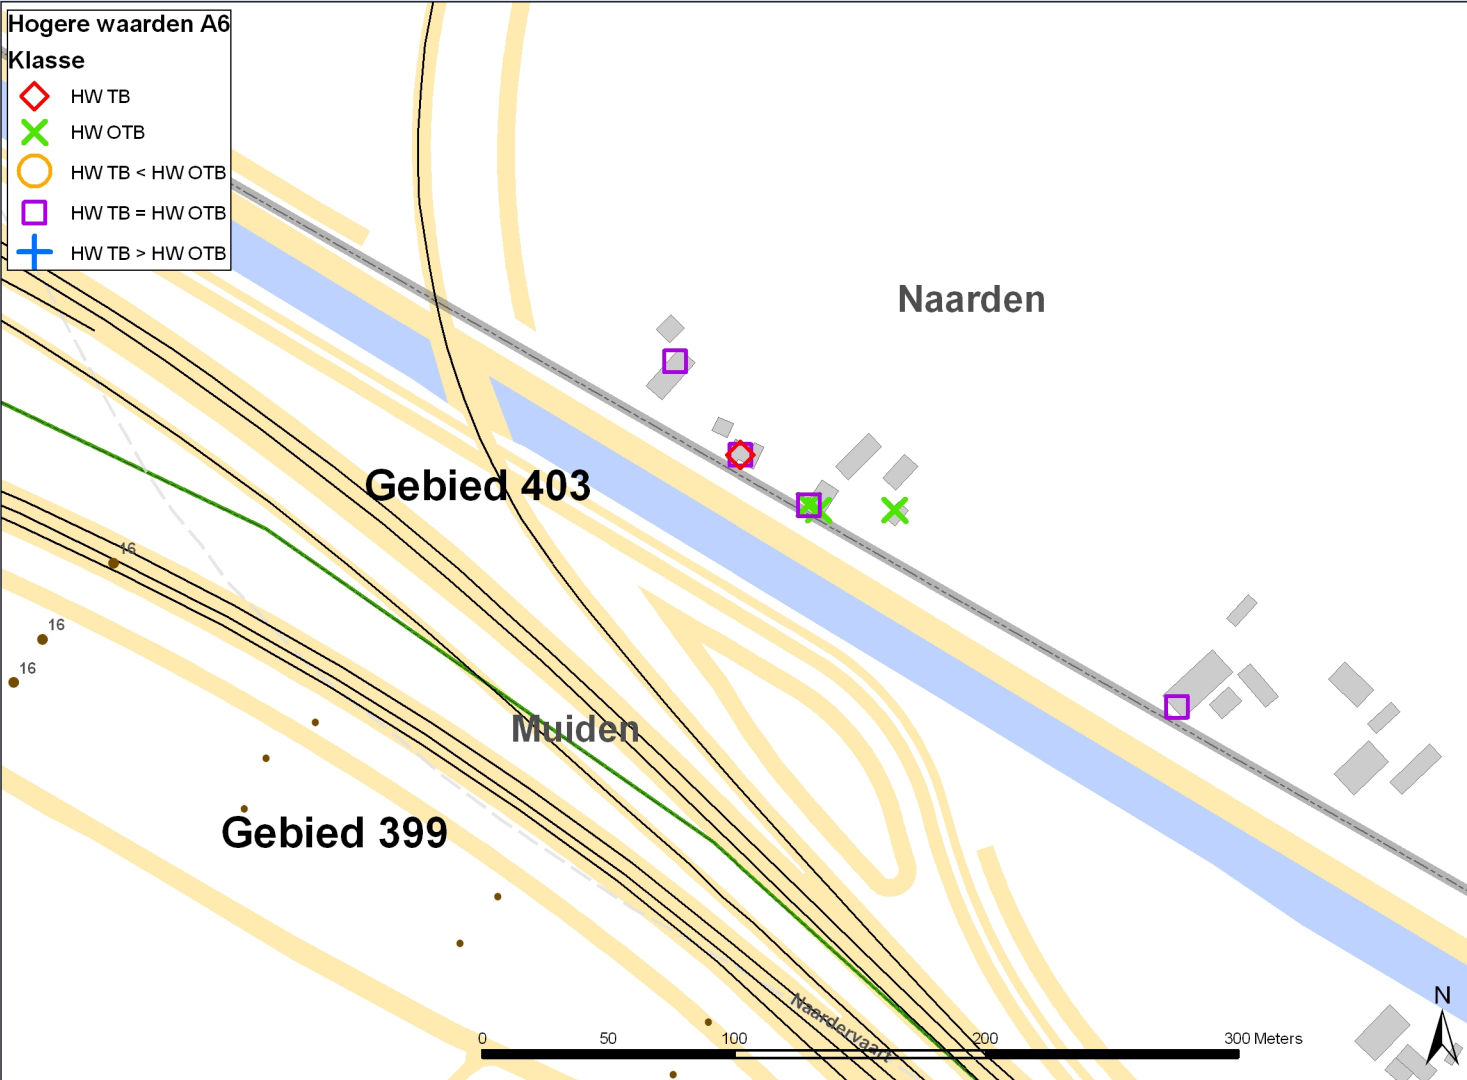 Hogere waarden A6
Klasse
HW TB
HW OTB
HW TB < HW OTB
HW TB = HW OTB
HW TB > HW OTB
Naarden
Gebied 403
16
16
16
Muiden
Gebied 399
Naardervaart
N
0 50 100 200 300 Meters